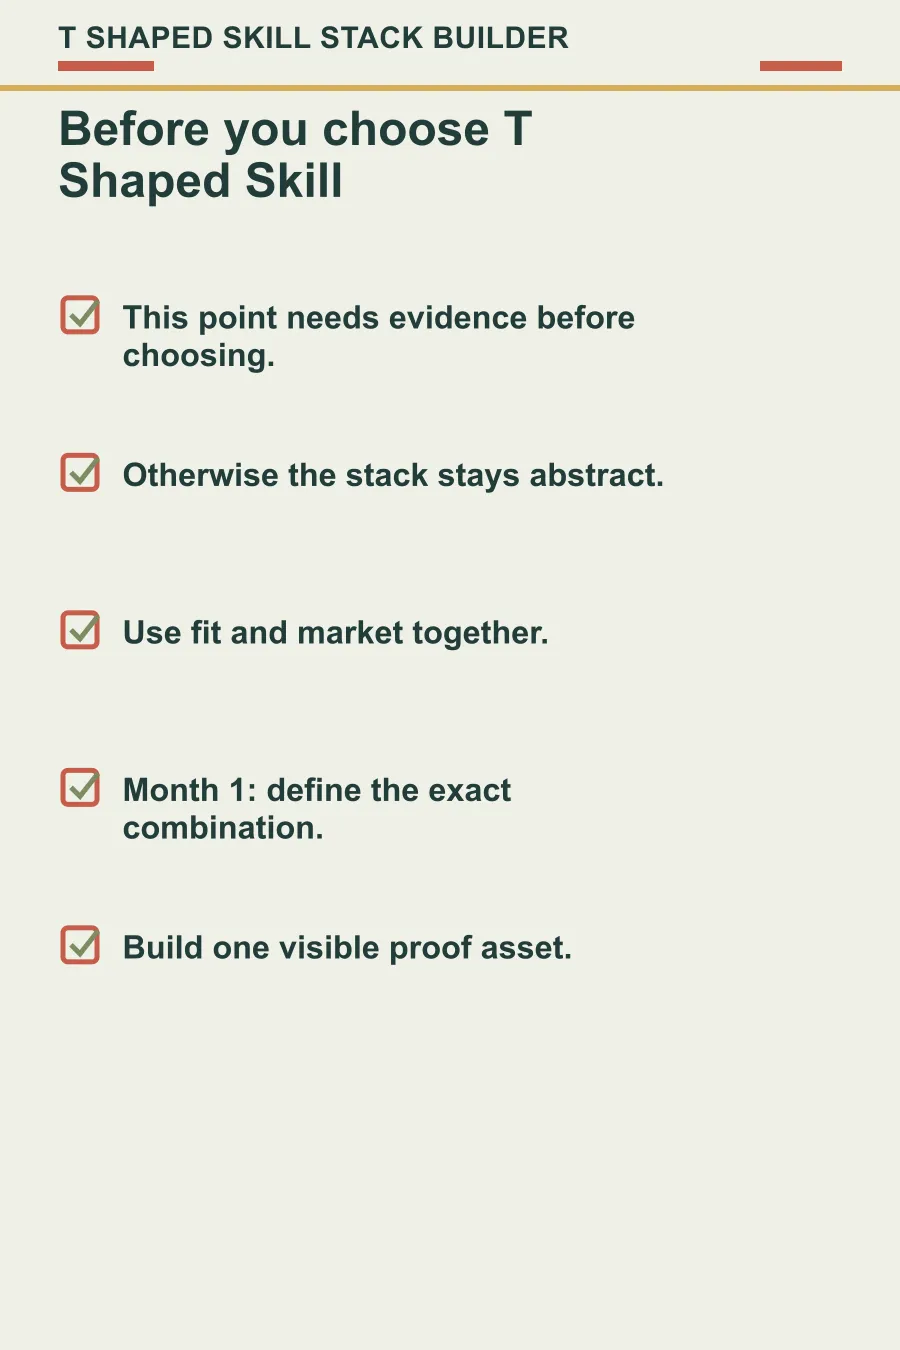 T SHAPED SKILL STACK BUILDER
Before you choose T
Shaped Skill
This point needs evidence before
choosing.
Otherwise the stack stays abstract.
Use fit and market together.
Month 1: define the exact
combination.
Build one visible proof asset.